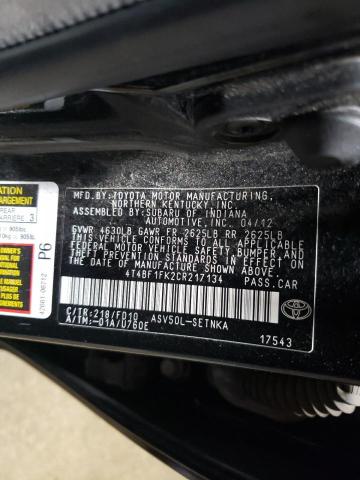 MFD.BY:TOYOTA MOTOR MANUFACTURING,
NORTHERN KENTUCKY,INC.
ASSEMBLED BY:SUBARU OF INDIANA
AUTOMOTIVE,INC. 04/12
GVWR 4630LB GAWR FR 2625LB RR 2625LB
THIS VEHICLE CONFORMS TO ALL APPLICABLE
FEDERAL MOTOR VEHICLE SAFETY,BUMPER,AND
THEFT PREVENTION STANDARDS IN EFFECT ON
THE DATE OF MANUFACTURE SHOWN ABOVE.
4T4BF1FK2CR217134 PASS.CAR
C/TR:218/FD10 ASV50L-SETNKA
A/TM:-01A/U760E
17543
REAR
ARRIÈRE 3
P6